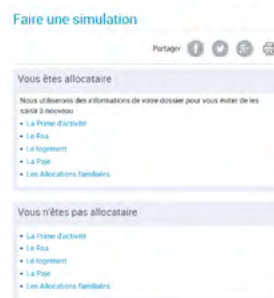 Faire une simulation
Partager
Vous êtes allocataire
Nous utiliserons des informations de votre dossier pour vous éviter de les
saisir à nouveau
• La Prime d'activité
• Le Rsa
• Le logement
• La Paje
• Les Allocations familiales
Vous n'êtes pas allocataire
• La Prime d'activité
• Le Rsa
• Le logement
• La Paje
• Les Allocations familiales